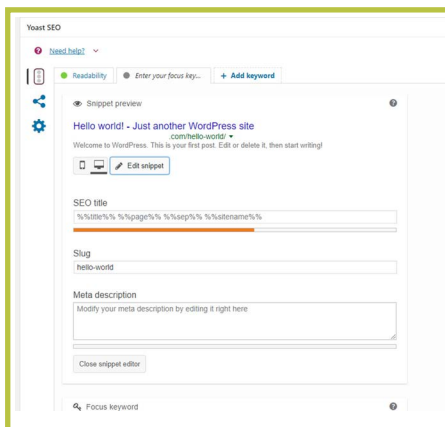 Yoast SEO
Need help?
Readability
Enter your focus key...
+ Add keyword
Snippet preview
Hello world! - Just another WordPress site
.com/hello-world/
Welcome to WordPress. This is your first post. Edit or delete it, then start writing!
Edit snippet
SEO title
%%title%% %%page%% %%sep%% %%sitename%%
Slug
hello-world
Meta description
Modify your meta description by editing it right here
Close snippet editor
Focus keyword